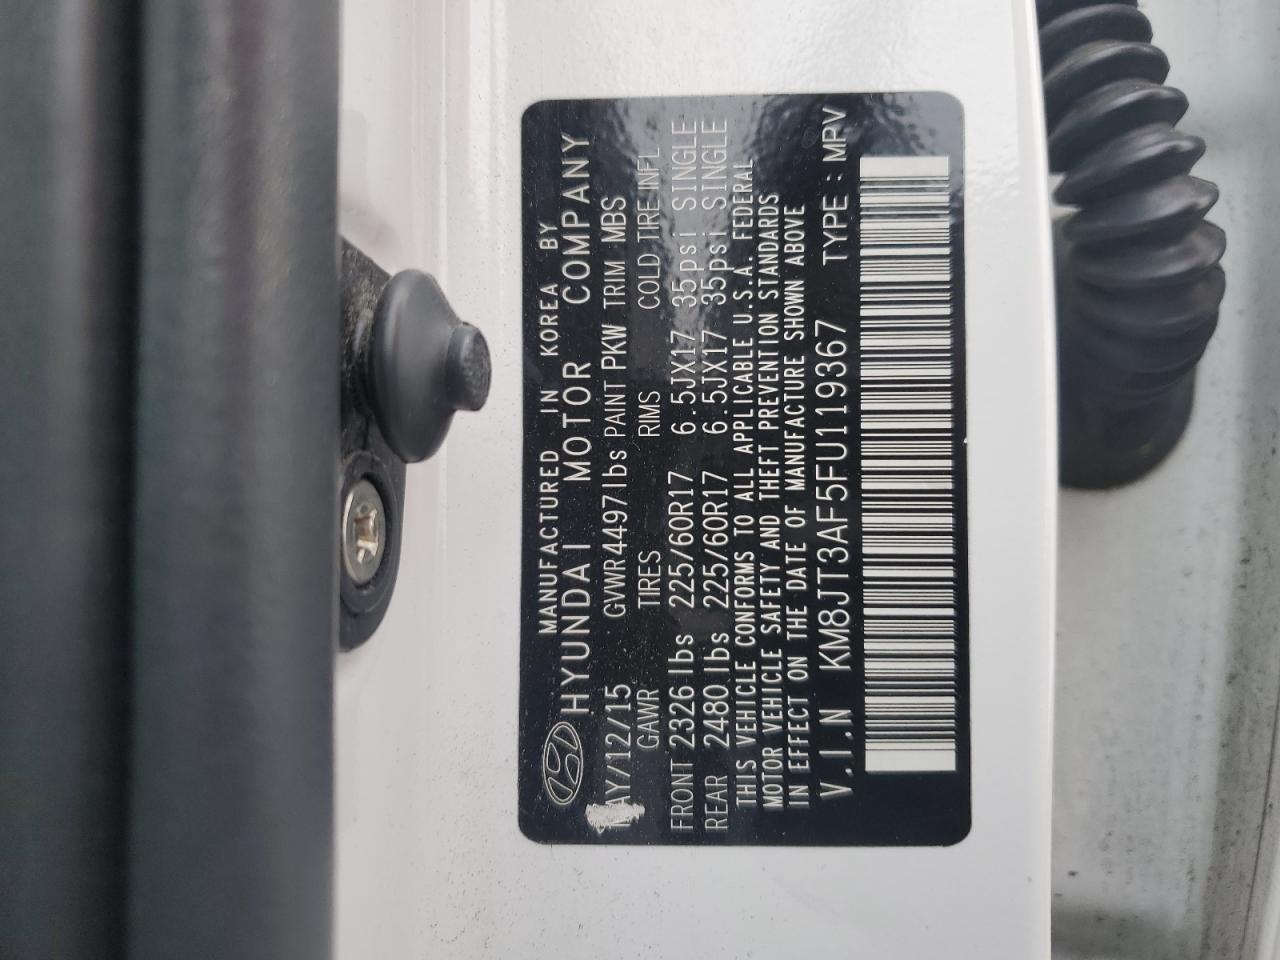 MANUFACTURED IN KOREA BY
HYUNDAI MOTOR COMPANY
MAY/12/15 GVWR4497lbs PAINT PKW TRIM MBS
GAWR TIRES RIMS COLD TIRE INFL
FRONT 2326 lbs 225/60R17 6.5JX17 35psi SINGLE
REAR 2480 lbs 225/60R17 6.5JX17 35psi SINGLE
THIS VEHICLE CONFORMS TO ALL APPLICABLE U.S.A. FEDERAL
MOTOR VEHICLE SAFETY AND THEFT PREVENTION STANDARDS
IN EFFECT ON THE DATE OF MANUFACTURE SHOWN ABOVE
V.I.N KM8JT3AF5FU119367 TYPE : MPV